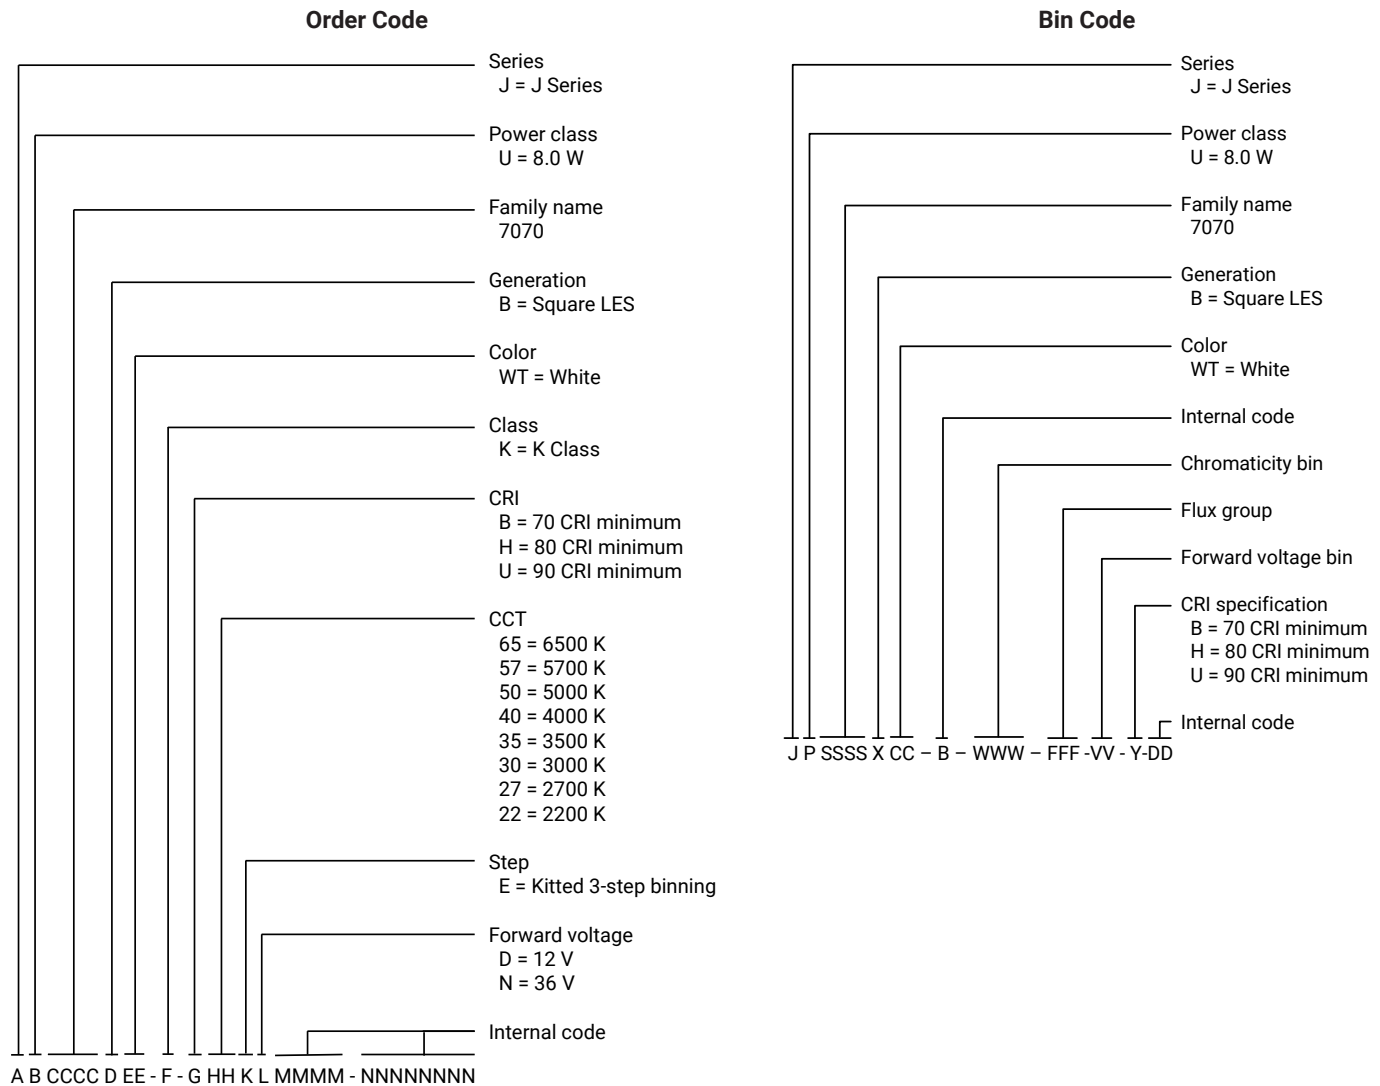 Order Code
Series
J = J Series
Power class
U = 8.0 W
Family name
7070
Generation
B = Square LES
Color
WT = White
Class
K = K Class
CRI
B = 70 CRI minimum
H = 80 CRI minimum
U = 90 CRI minimum
CCT
65 = 6500 K
57 = 5700 K
50 = 5000 K
40 = 4000 K
35 = 3500 K
30 = 3000 K
27 = 2700 K
22 = 2200 K
Step
E = Kitted 3-step binning
Forward voltage
D = 12 V
N = 36 V
Internal code
A B CCCC D EE - F - G HH K L MMMM - NNNNNNNN
Bin Code
Series
J = J Series
Power class
U = 8.0 W
Family name
7070
Generation
B = Square LES
Color
WT = White
Internal code
Chromaticity bin
Flux group
Forward voltage bin
CRI specification
B = 70 CRI minimum
H = 80 CRI minimum
U = 90 CRI minimum
Internal code
J P SSSS X CC – B – WWW – FFF -VV - Y-DD